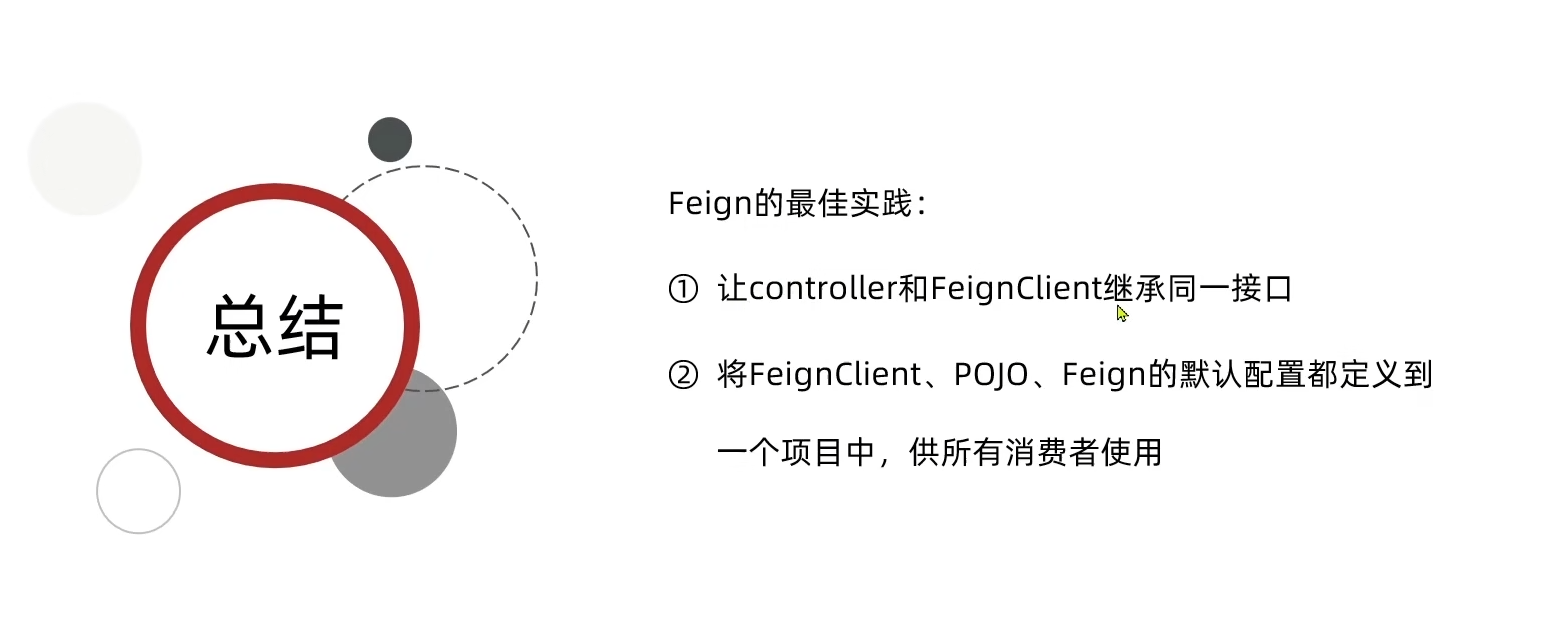 总结
Feign的最佳实践：
① 让controller和FeignClient继承同一接口
② 将FeignClient、POJO、Feign的默认配置都定义到
一个项目中，供所有消费者使用